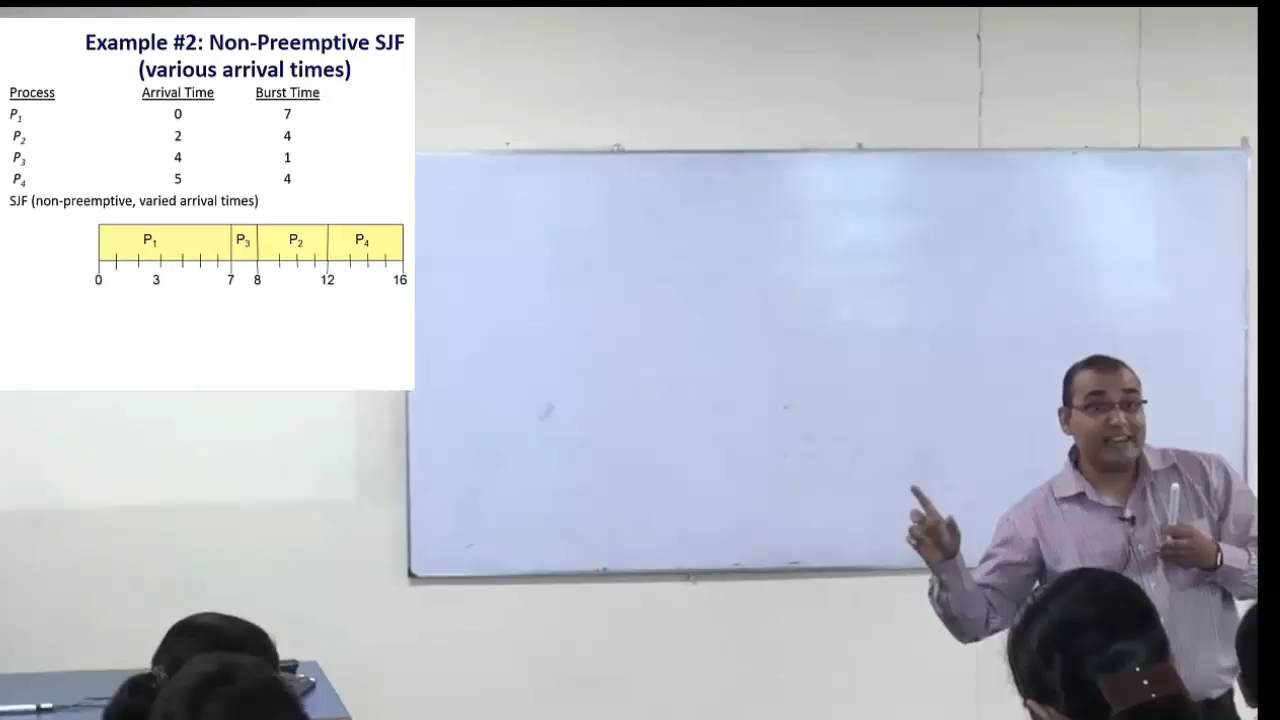 Example #2: Non-Preemptive SJF
(various arrival times)
Process Arrival Time Burst Time
P1 0 7
P2 2 4
P3 4 1
P4 5 4
SJF (non-preemptive, varied arrival times)
P1 P3 P2 P4
0 3 7 8 12 16